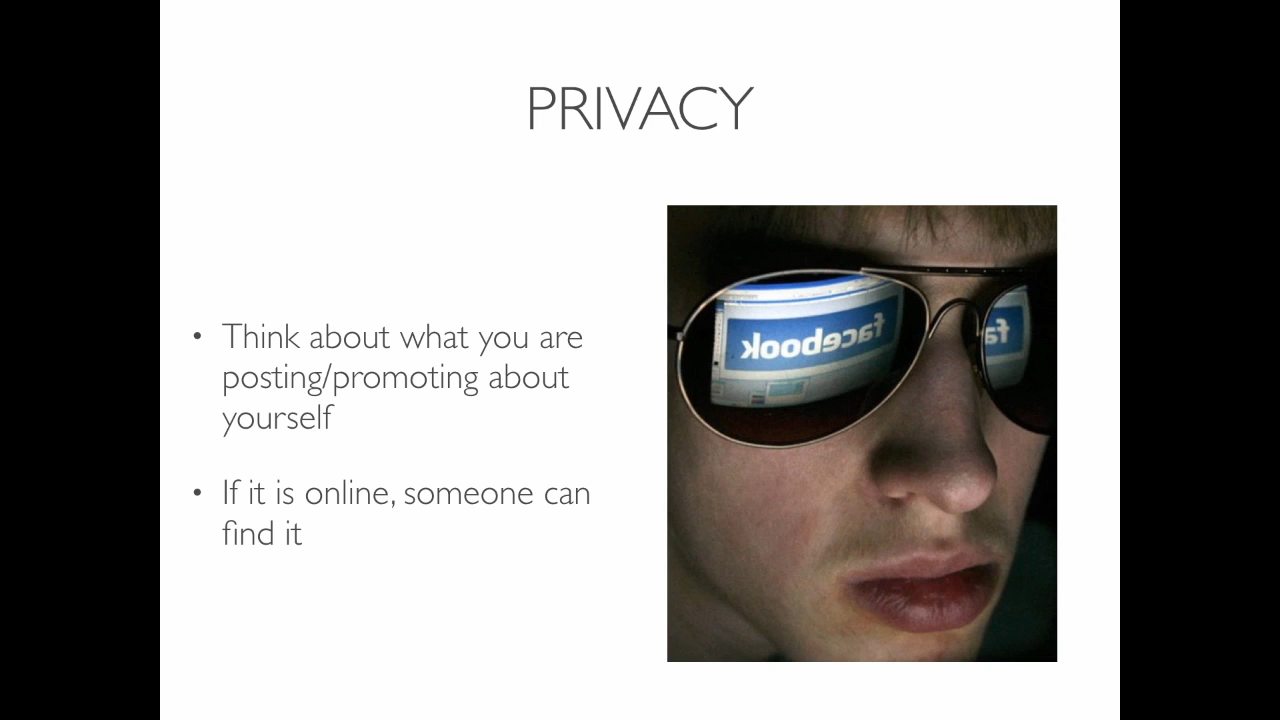 PRIVACY
• Think about what you are
posting/promoting about
yourself
• If it is online, someone can
find it
facebook
fa